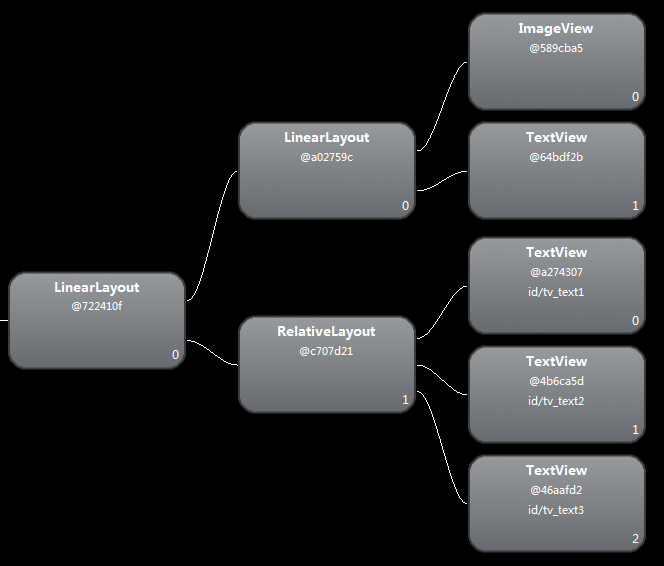 ImageView
@589cba5
0
LinearLayout
@a02759c
0
TextView
@64bdf2b
1
LinearLayout
@722410f
0
TextView
@a274307
id/tv_text1
0
RelativeLayout
@c707d21
1
TextView
@4b6ca5d
id/tv_text2
1
TextView
@46aafd2
id/tv_text3
2